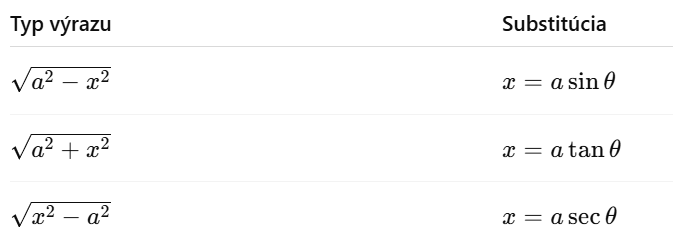 Typ výrazu Substitúcia
√(a² − x²) x = a sin θ
√(a² + x²) x = a tan θ
√(x² − a²) x = a sec θ